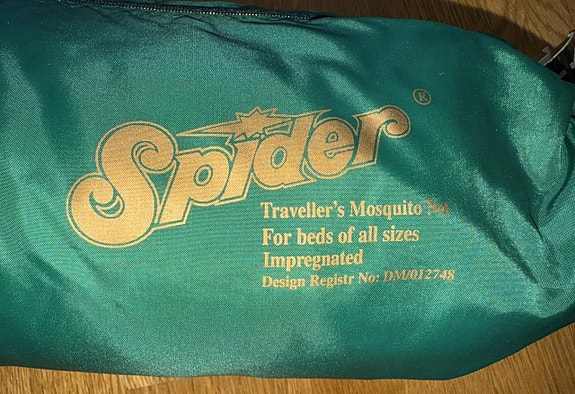 Spider®
Traveller's Mosquito Net
For beds of all sizes
Impregnated
Design Registr No: DM/012748